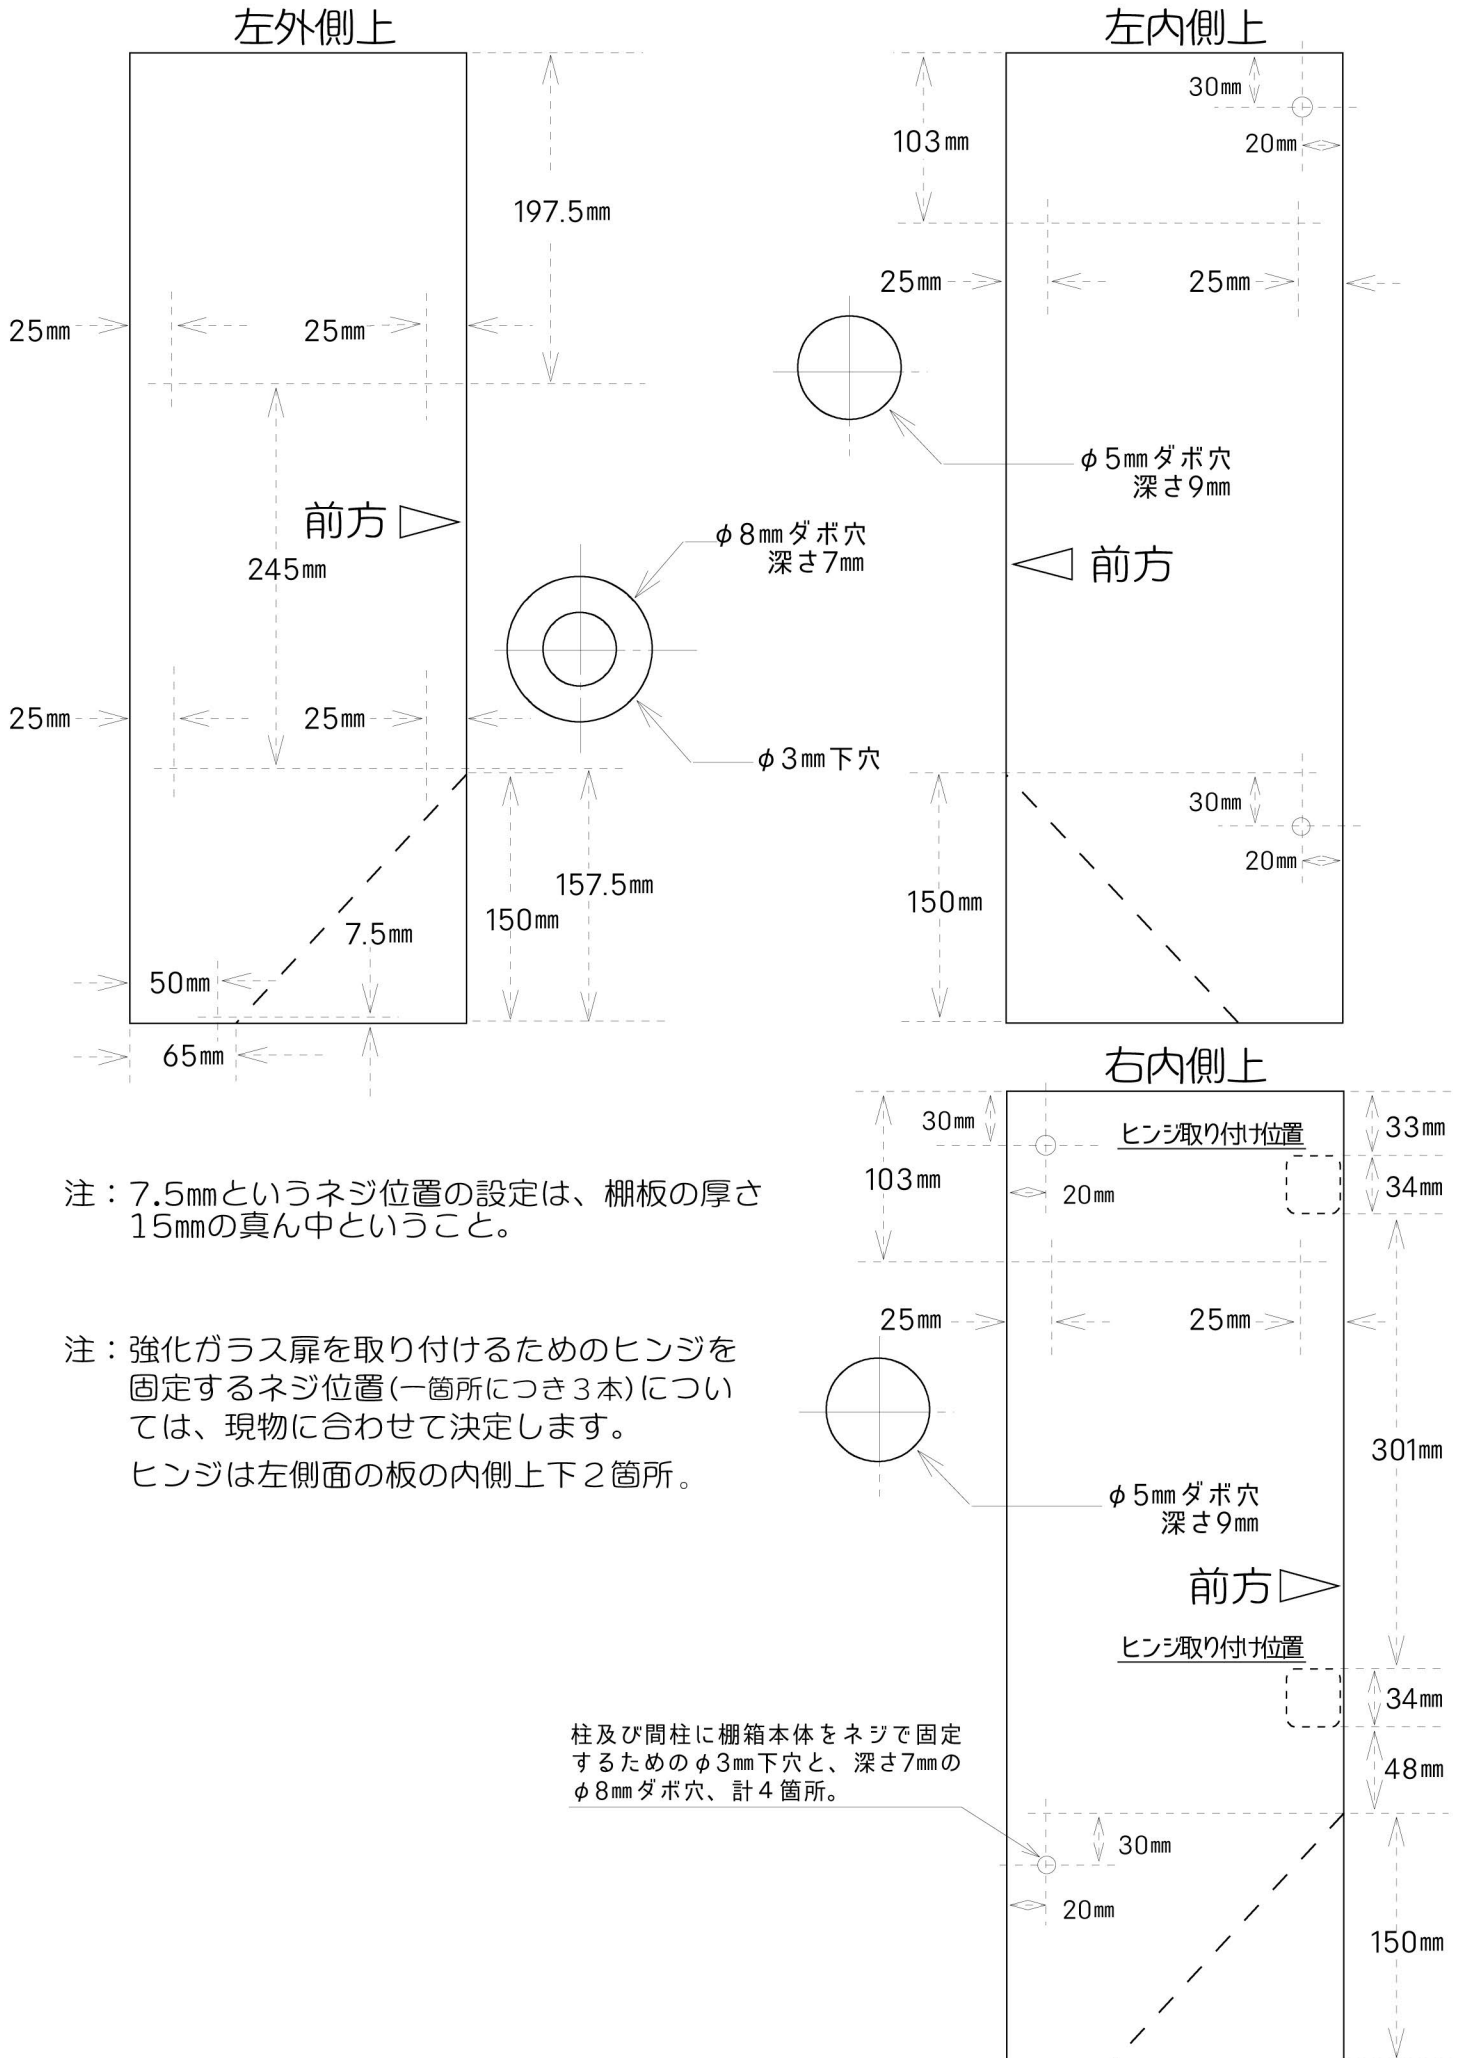 左外側上
197.5㎜
25㎜
25㎜
前方
245㎜
φ8㎜ダボ穴
深さ7㎜
φ3㎜下穴
25㎜
25㎜
157.5㎜
150㎜
7.5㎜
50㎜
65㎜
左内側上
30㎜
20㎜
103㎜
25㎜
25㎜
φ5㎜ダボ穴
深さ9㎜
前方
30㎜
20㎜
150㎜
注：7.5㎜というネジ位置の設定は、棚板の厚さ
15㎜の真ん中ということ。
注：強化ガラス扉を取り付けるためのヒンジを
固定するネジ位置(一箇所につき３本)につい
ては、現物に合わせて決定します。
ヒンジは左側面の板の内側上下２箇所。
右内側上
30㎜
ヒンジ取り付け位置
33㎜
103㎜
20㎜
34㎜
25㎜
25㎜
301㎜
φ5㎜ダボ穴
深さ9㎜
前方
ヒンジ取り付け位置
34㎜
柱及び間柱に棚箱本体をネジで固定
するためのφ3㎜下穴と、深さ7㎜の
φ8㎜ダボ穴、計４箇所。
48㎜
30㎜
20㎜
150㎜